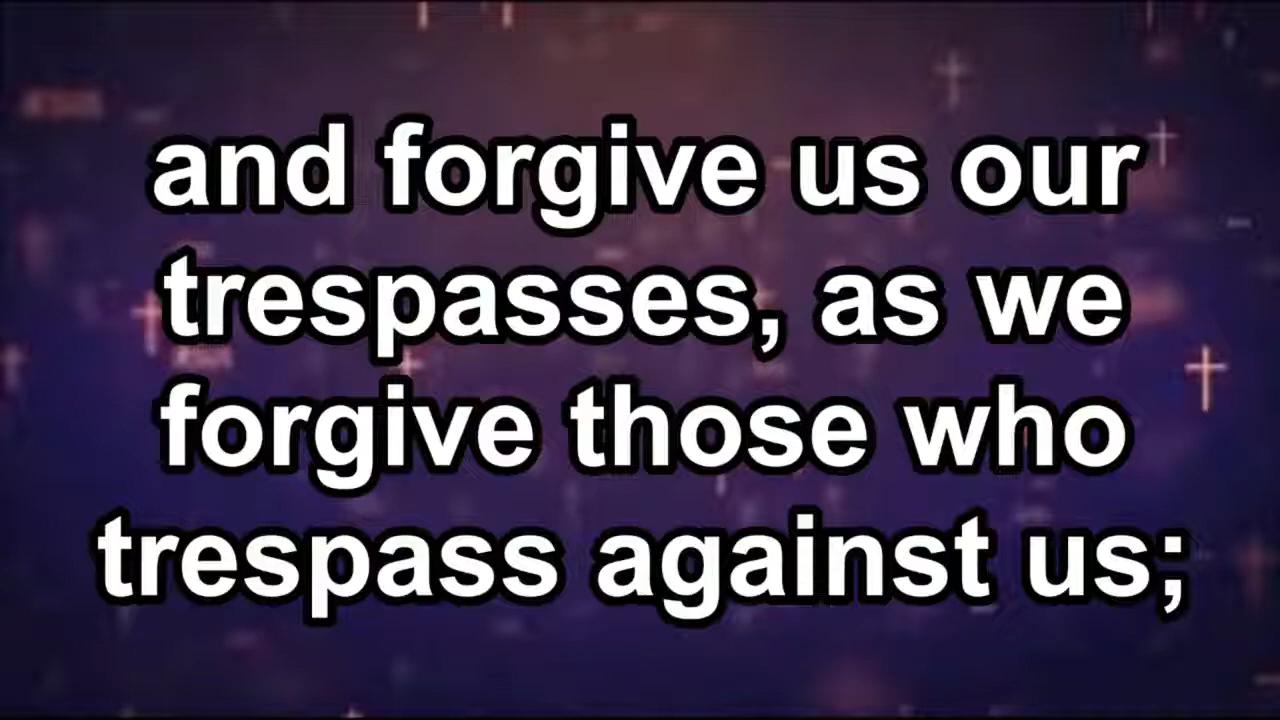 and forgive us our
trespasses, as we
forgive those who
trespass against us;